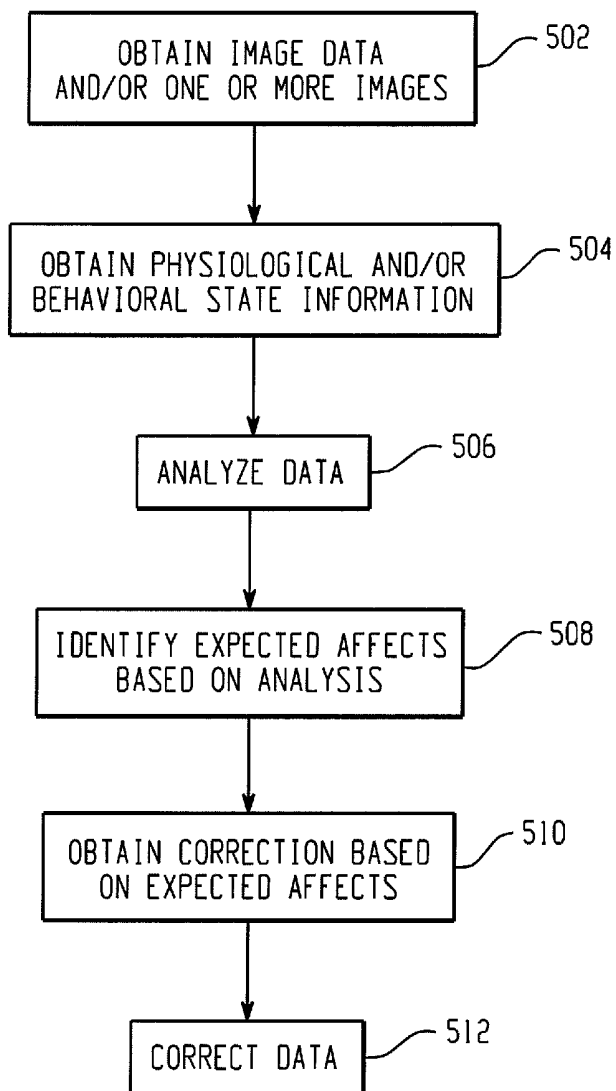 502
OBTAIN IMAGE DATA
AND/OR ONE OR MORE IMAGES
504
OBTAIN PHYSIOLOGICAL AND/OR
BEHAVIORAL STATE INFORMATION
506
ANALYZE DATA
508
IDENTIFY EXPECTED AFFECTS
BASED ON ANALYSIS
510
OBTAIN CORRECTION BASED
ON EXPECTED AFFECTS
512
CORRECT DATA